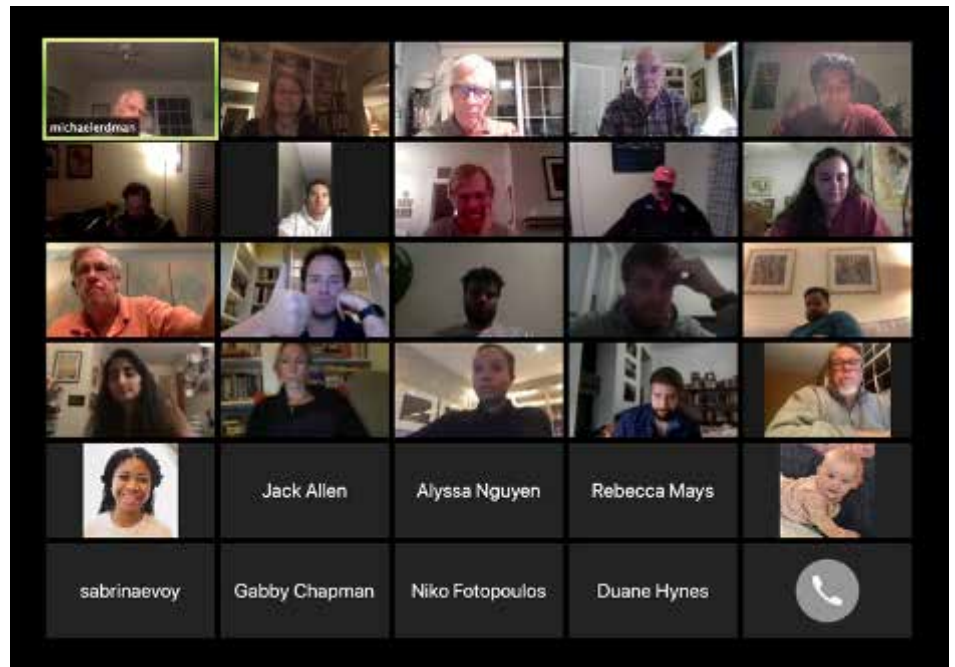 michaelerdman
Jack Allen
Alyssa Nguyen
Rebecca Mays
sabrinaevoy
Gabby Chapman
Niko Fotopoulos
Duane Hynes